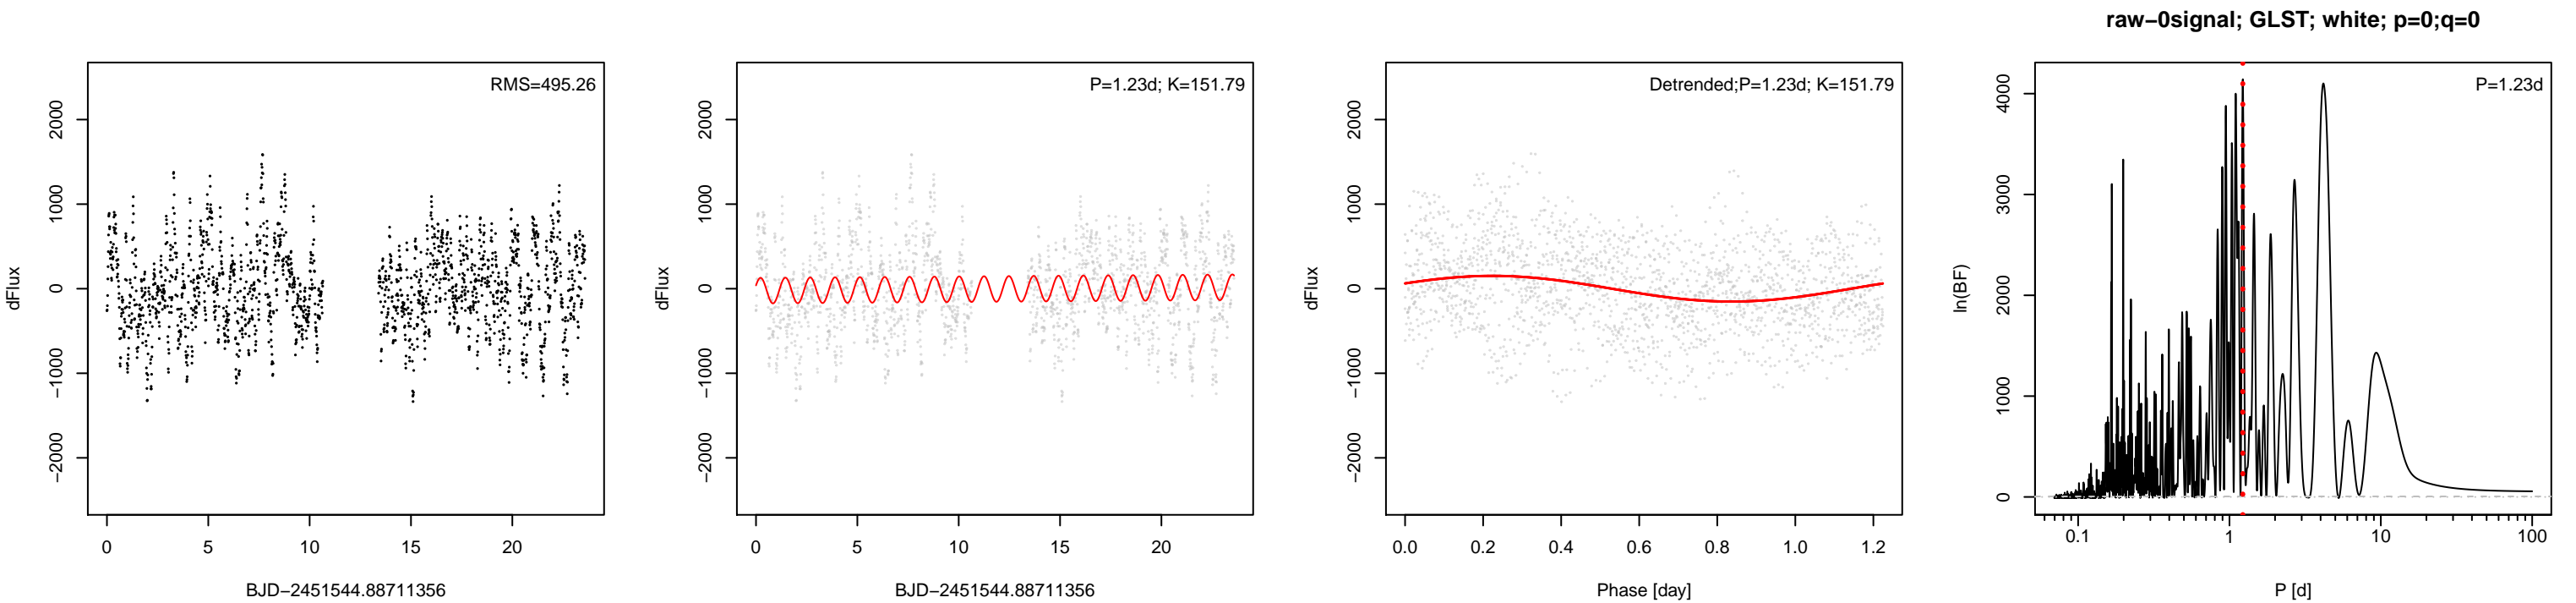 raw−0signal; GLST; white; p=0;q=0
RMS=495.26
dFlux
2000
1000
0
−1000
−2000
0 5 10 15 20
BJD−2451544.88711356
P=1.23d; K=151.79
dFlux
2000
1000
0
−1000
−2000
0 5 10 15 20
BJD−2451544.88711356
Detrended;P=1.23d; K=151.79
dFlux
2000
1000
0
−1000
−2000
0.0 0.2 0.4 0.6 0.8 1.0 1.2
Phase [day]
P=1.23d
ln(BF)
4000
3000
2000
1000
0
0.1 1 10 100
P [d]